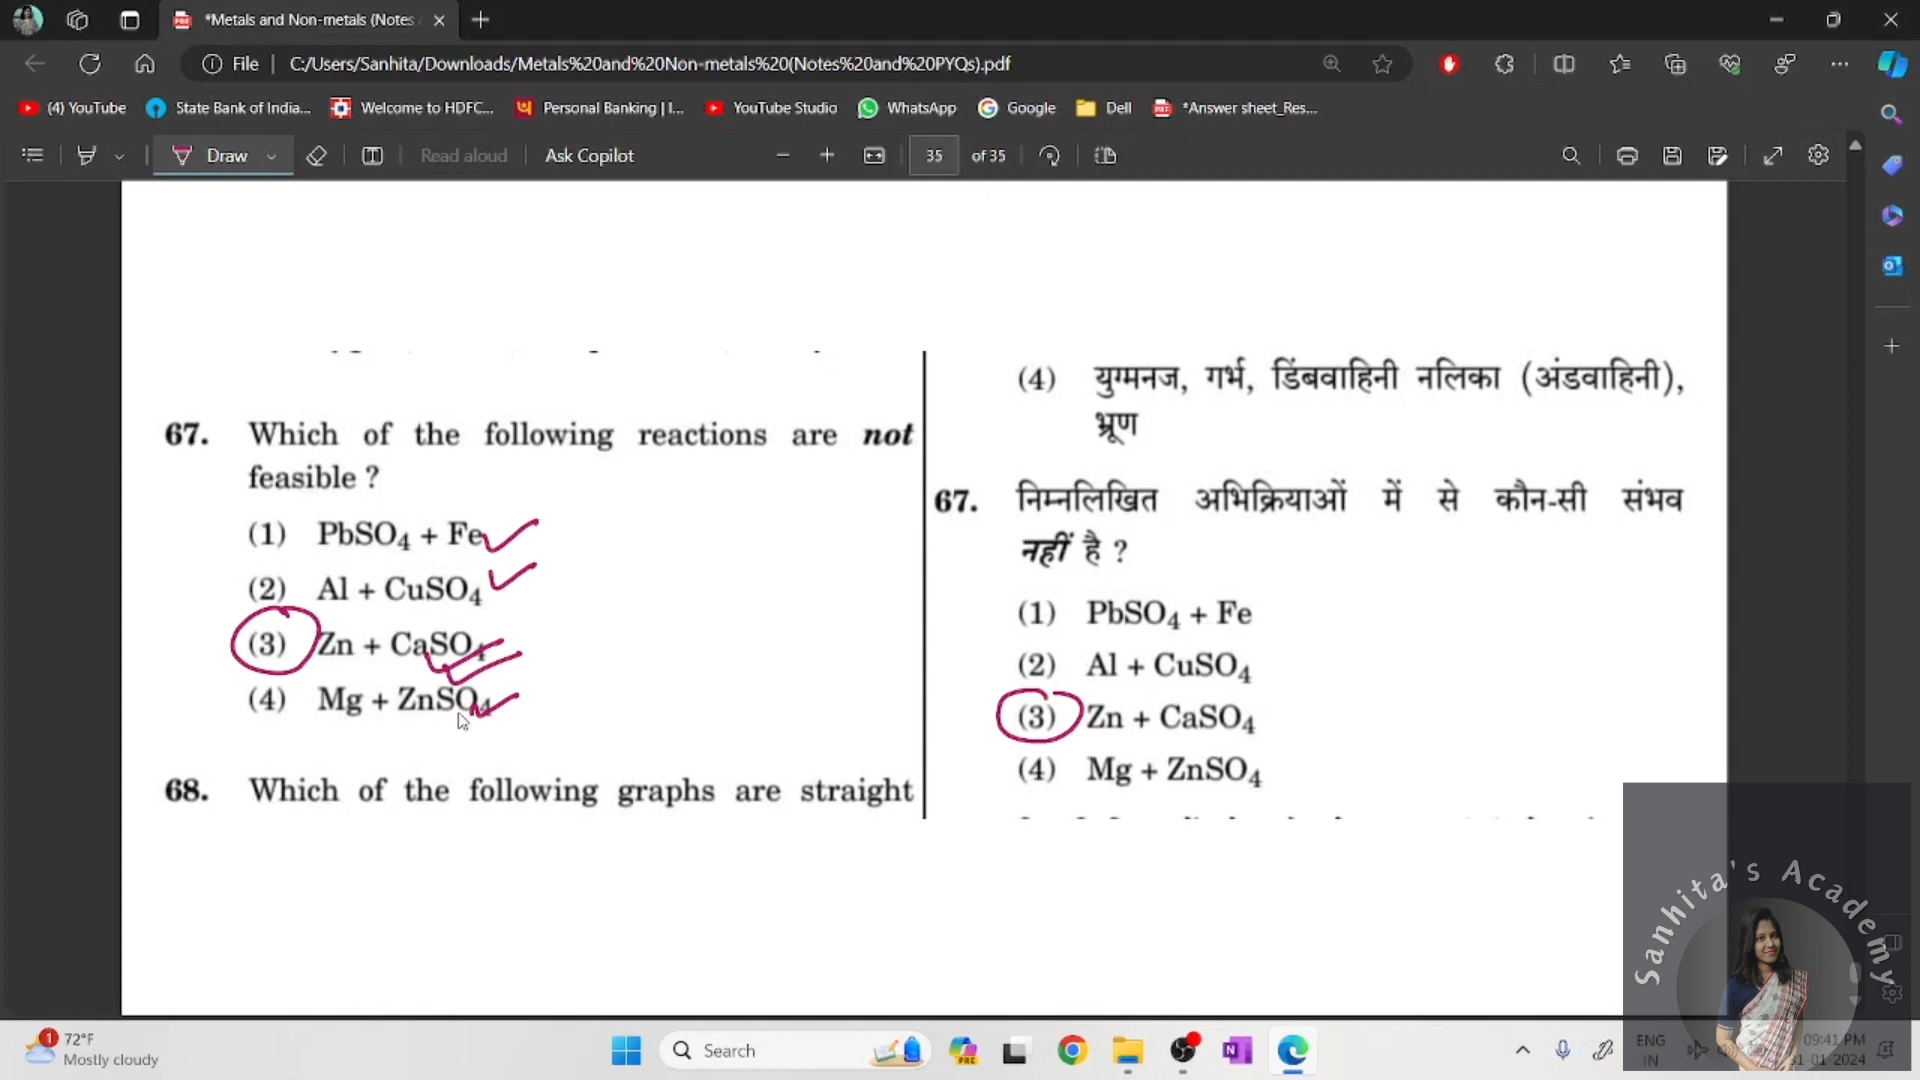 *Metals and Non-metals (Notes
File
C:/Users/Sanhita/Downloads/Metals%20and%20Non-metals%20(Notes%20and%20PYQs).pdf
(4) YouTube
State Bank of India...
Welcome to HDFC...
Personal Banking | I...
YouTube Studio
WhatsApp
Google
Dell
*Answer sheet_Res...
Draw
Read aloud
Ask Copilot
35 of 35
67. Which of the following reactions are not
feasible ?
(1) PbSO4 + Fe
(2) Al + CuSO4
(3) Zn + CaSO4
(4) Mg + ZnSO4
68. Which of the following graphs are straight
(4) युग्मनज, गर्भ, डिंबवाहिनी नलिका (अंडवाहिनी),
भ्रूण
67. निम्नलिखित अभिक्रियाओं में से कौन-सी संभव
नहीं है ?
(1) PbSO4 + Fe
(2) Al + CuSO4
(3) Zn + CaSO4
(4) Mg + ZnSO4
Sanhita's Academy
1
72°F
Mostly cloudy
Search
PRE
ENG
IN
09:41 PM
31-01-2024